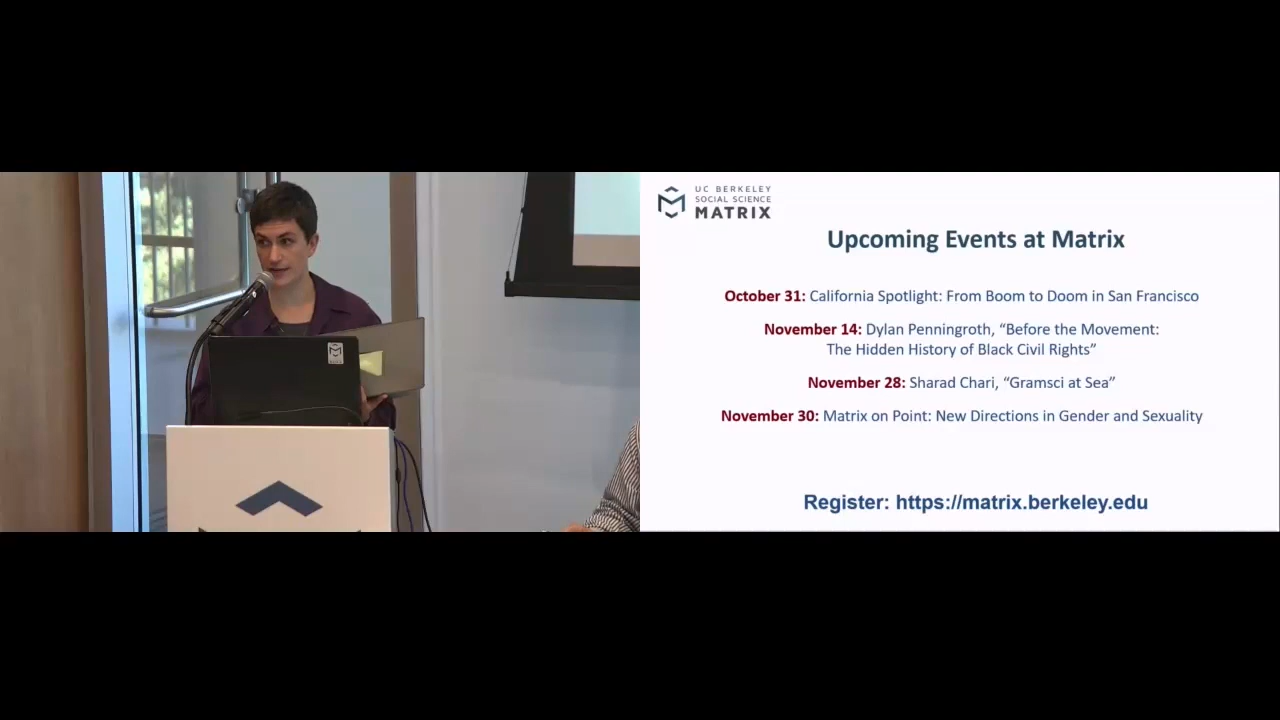 UC BERKELEY
SOCIAL SCIENCE
MATRIX
Upcoming Events at Matrix
October 31: California Spotlight: From Boom to Doom in San Francisco
November 14: Dylan Penningroth, “Before the Movement:
The Hidden History of Black Civil Rights”
November 28: Sharad Chari, “Gramsci at Sea”
November 30: Matrix on Point: New Directions in Gender and Sexuality
Register: https://matrix.berkeley.edu